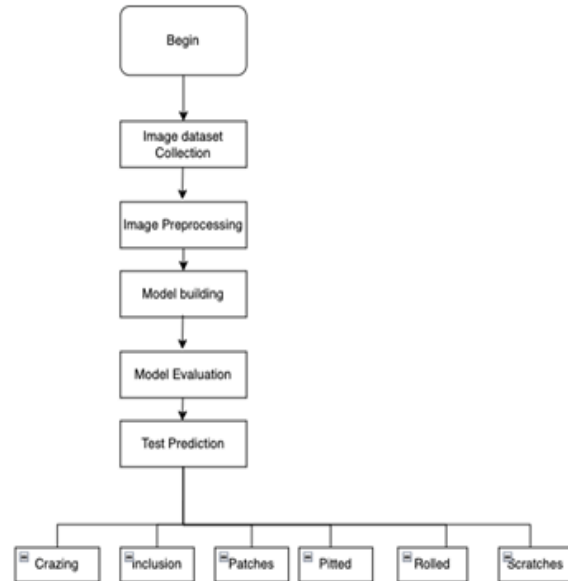 Begin
Image dataset
Collection
Image Preprocessing
Model building
Model Evaluation
Test Prediction
Crazing
inclusion
Patches
Pitted
Rolled
Scratches